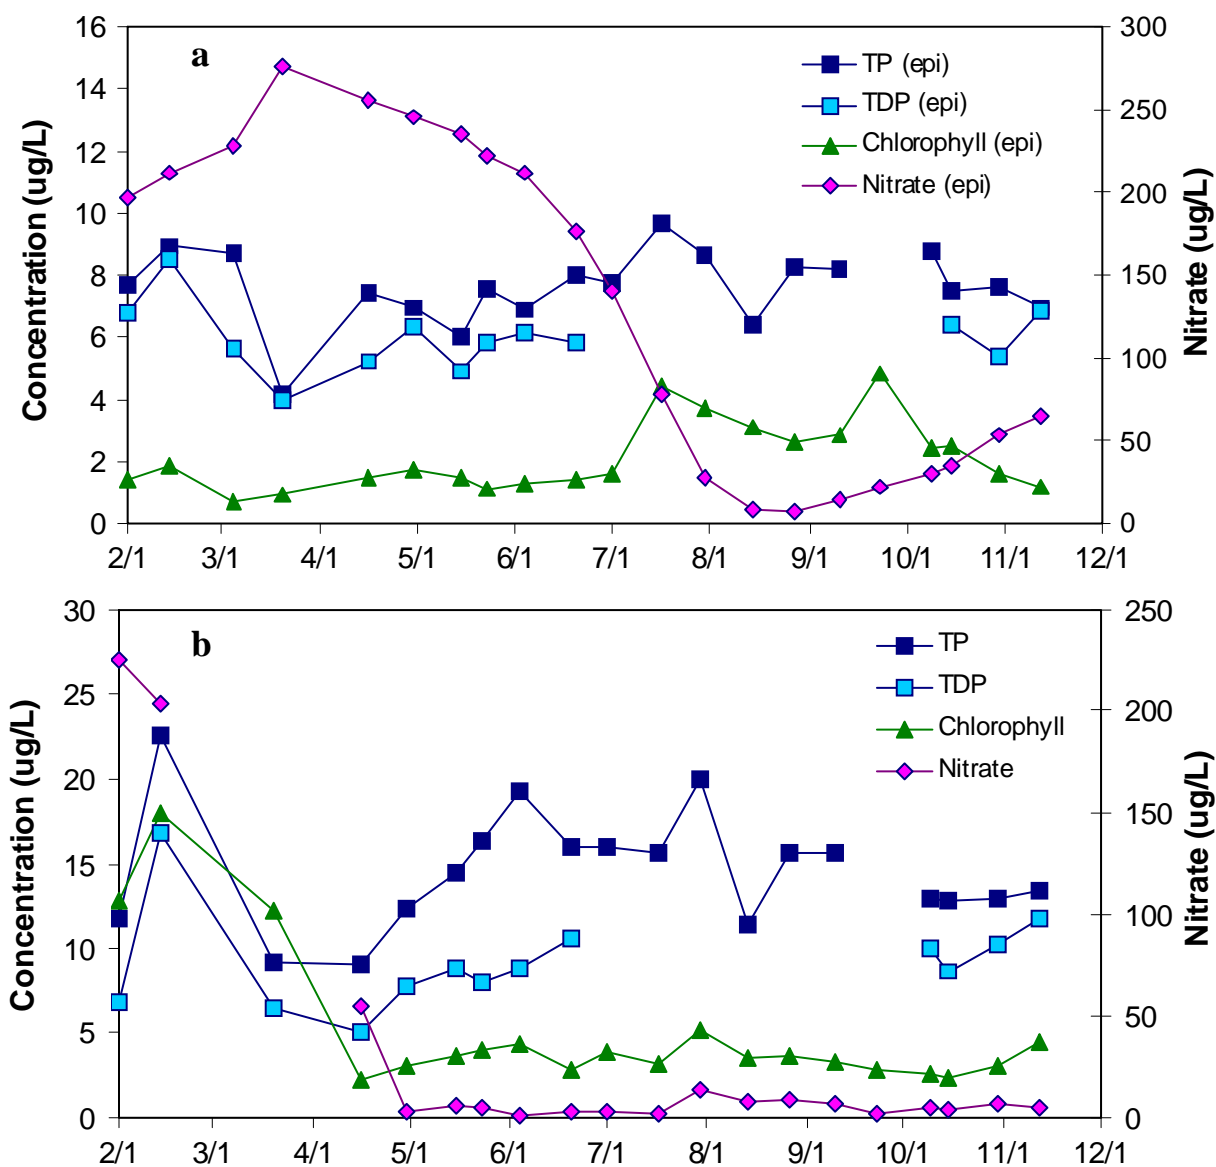 a
TP (epi)
TDP (epi)
Chlorophyll (epi)
Nitrate (epi)
Concentration (ug/L)
16
14
12
10
8
6
4
2
0
Nitrate (ug/L)
300
250
200
150
100
50
0
2/1 3/1 4/1 5/1 6/1 7/1 8/1 9/1 10/1 11/1 12/1
b
TP
TDP
Chlorophyll
Nitrate
Concentration (ug/L)
30
25
20
15
10
5
0
Nitrate (ug/L)
250
200
150
100
50
0
2/1 3/1 4/1 5/1 6/1 7/1 8/1 9/1 10/1 11/1 12/1